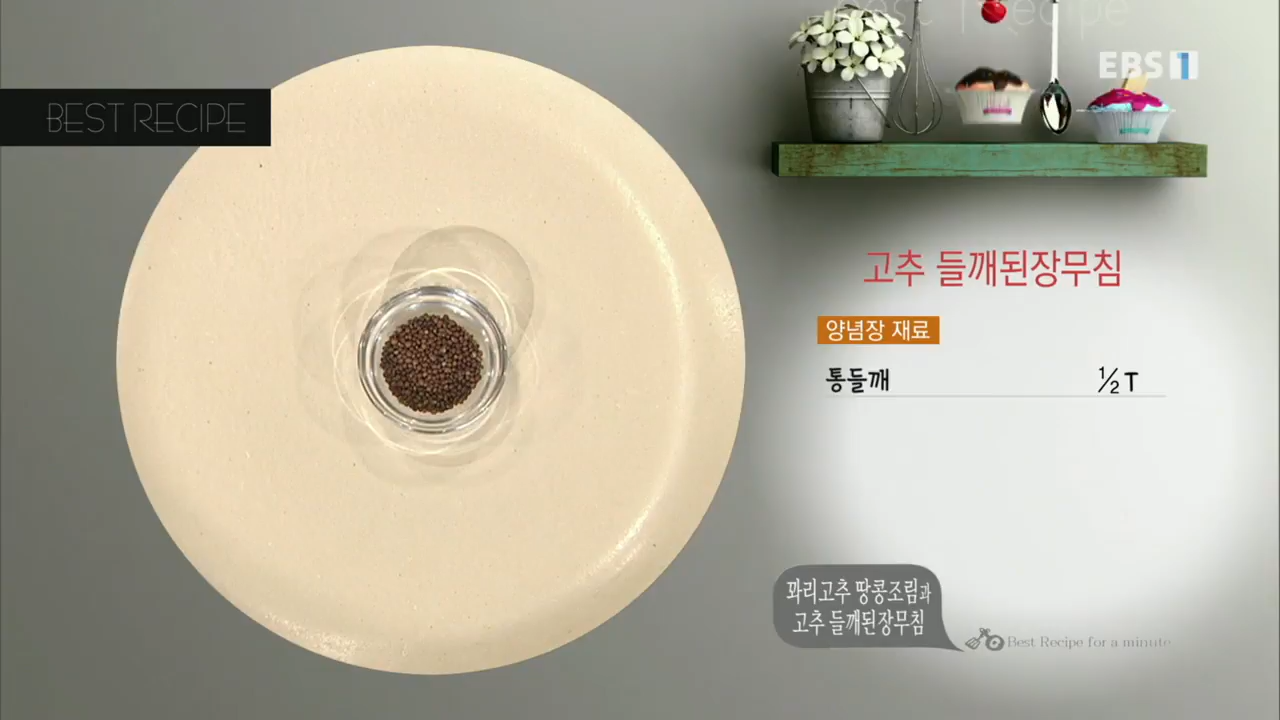 Best Recipe
EBS 1
BEST RECIPE
고추 들깨된장무침
양념장 재료
통들깨 ½T
꽈리고추 땅콩조림과
고추 들깨된장무침
Best Recipe for a minute